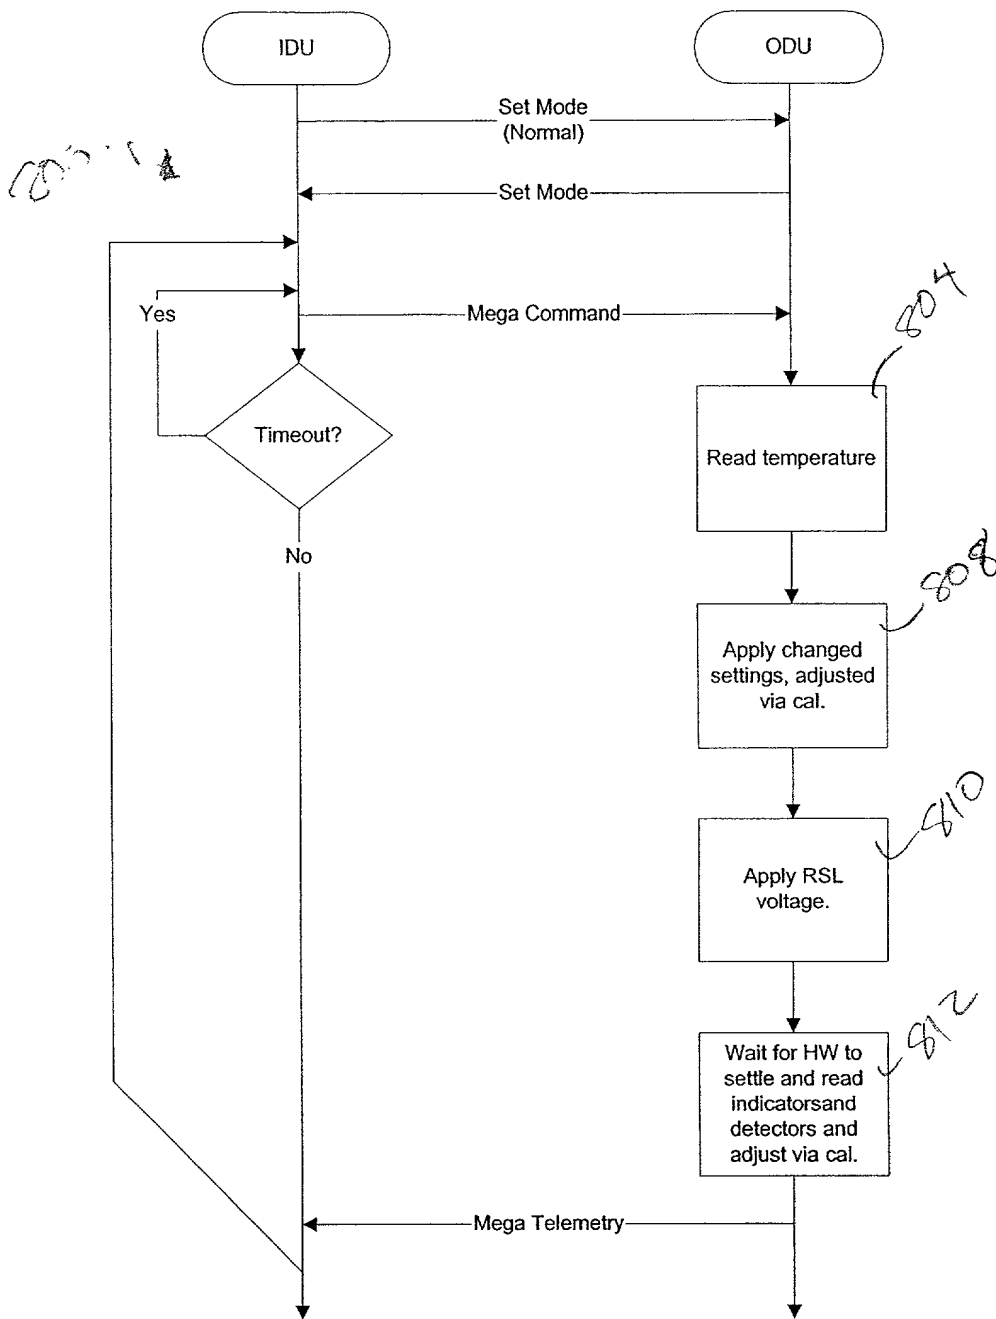 IDU
ODU
Set Mode
(Normal)
Set Mode
Yes
Mega Command
804
Timeout?
Read temperature
No
808
Apply changed
settings, adjusted
via cal.
810
Apply RSL
voltage.
812
Wait for HW to
settle and read
indicatorsand
detectors and
adjust via cal.
Mega Telemetry